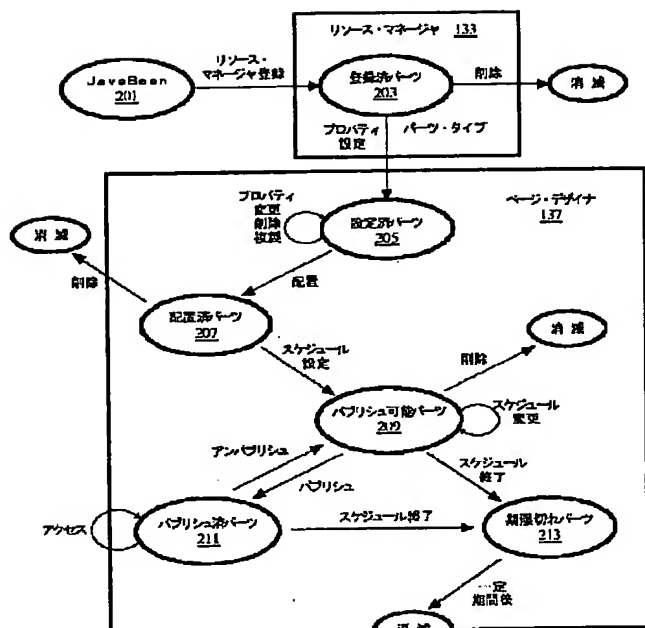 リソース・マネージャ 133
リソース・
マネージャ登録
JavaBean
201
登録済パーツ
203
削除
消滅
プロパティ
設定
パーツ・タイプ
ページ・デザイナ
137
プロパティ
変更
削除
複製
設定済パーツ
205
消滅
削除
配置
配置済パーツ
207
スケジュール
設定
削除
消滅
パブリシュ可能パーツ
209
スケジュール
変更
アンパブリシュ
パブリシュ
スケジュール
終了
アクセス
パブリシュ済パーツ
211
スケジュール終了
期限切れパーツ
213
一定
期間後
消滅